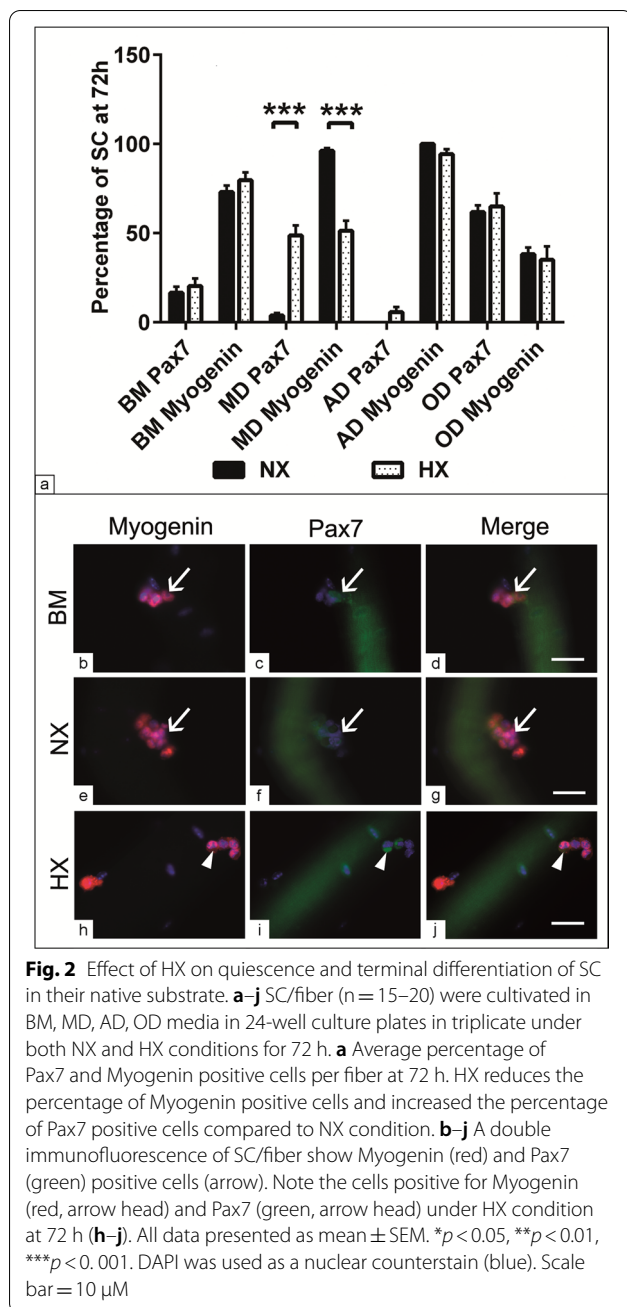 150
100
50
0
Percentage of SC at 72h
***
***
BM Pax7
BM Myogenin
MD Pax7
MD Myogenin
AD Pax7
AD Myogenin
OD Pax7
OD Myogenin
NX
HX
a
Myogenin
Pax7
Merge
BM
b
c
d
NX
e
f
g
HX
h
i
j
Fig. 2 Effect of HX on quiescence and terminal differentiation of SC
in their native substrate. a–j SC/fiber (n = 15–20) were cultivated in
BM, MD, AD, OD media in 24-well culture plates in triplicate under
both NX and HX conditions for 72 h. a Average percentage of
Pax7 and Myogenin positive cells per fiber at 72 h. HX reduces the
percentage of Myogenin positive cells and increased the percentage
of Pax7 positive cells compared to NX condition. b–j A double
immunofluorescence of SC/fiber show Myogenin (red) and Pax7
(green) positive cells (arrow). Note the cells positive for Myogenin
(red, arrow head) and Pax7 (green, arrow head) under HX condition
at 72 h (h–j). All data presented as mean ± SEM. *p < 0.05, **p < 0.01,
***p < 0. 001. DAPI was used as a nuclear counterstain (blue). Scale
bar = 10 µM